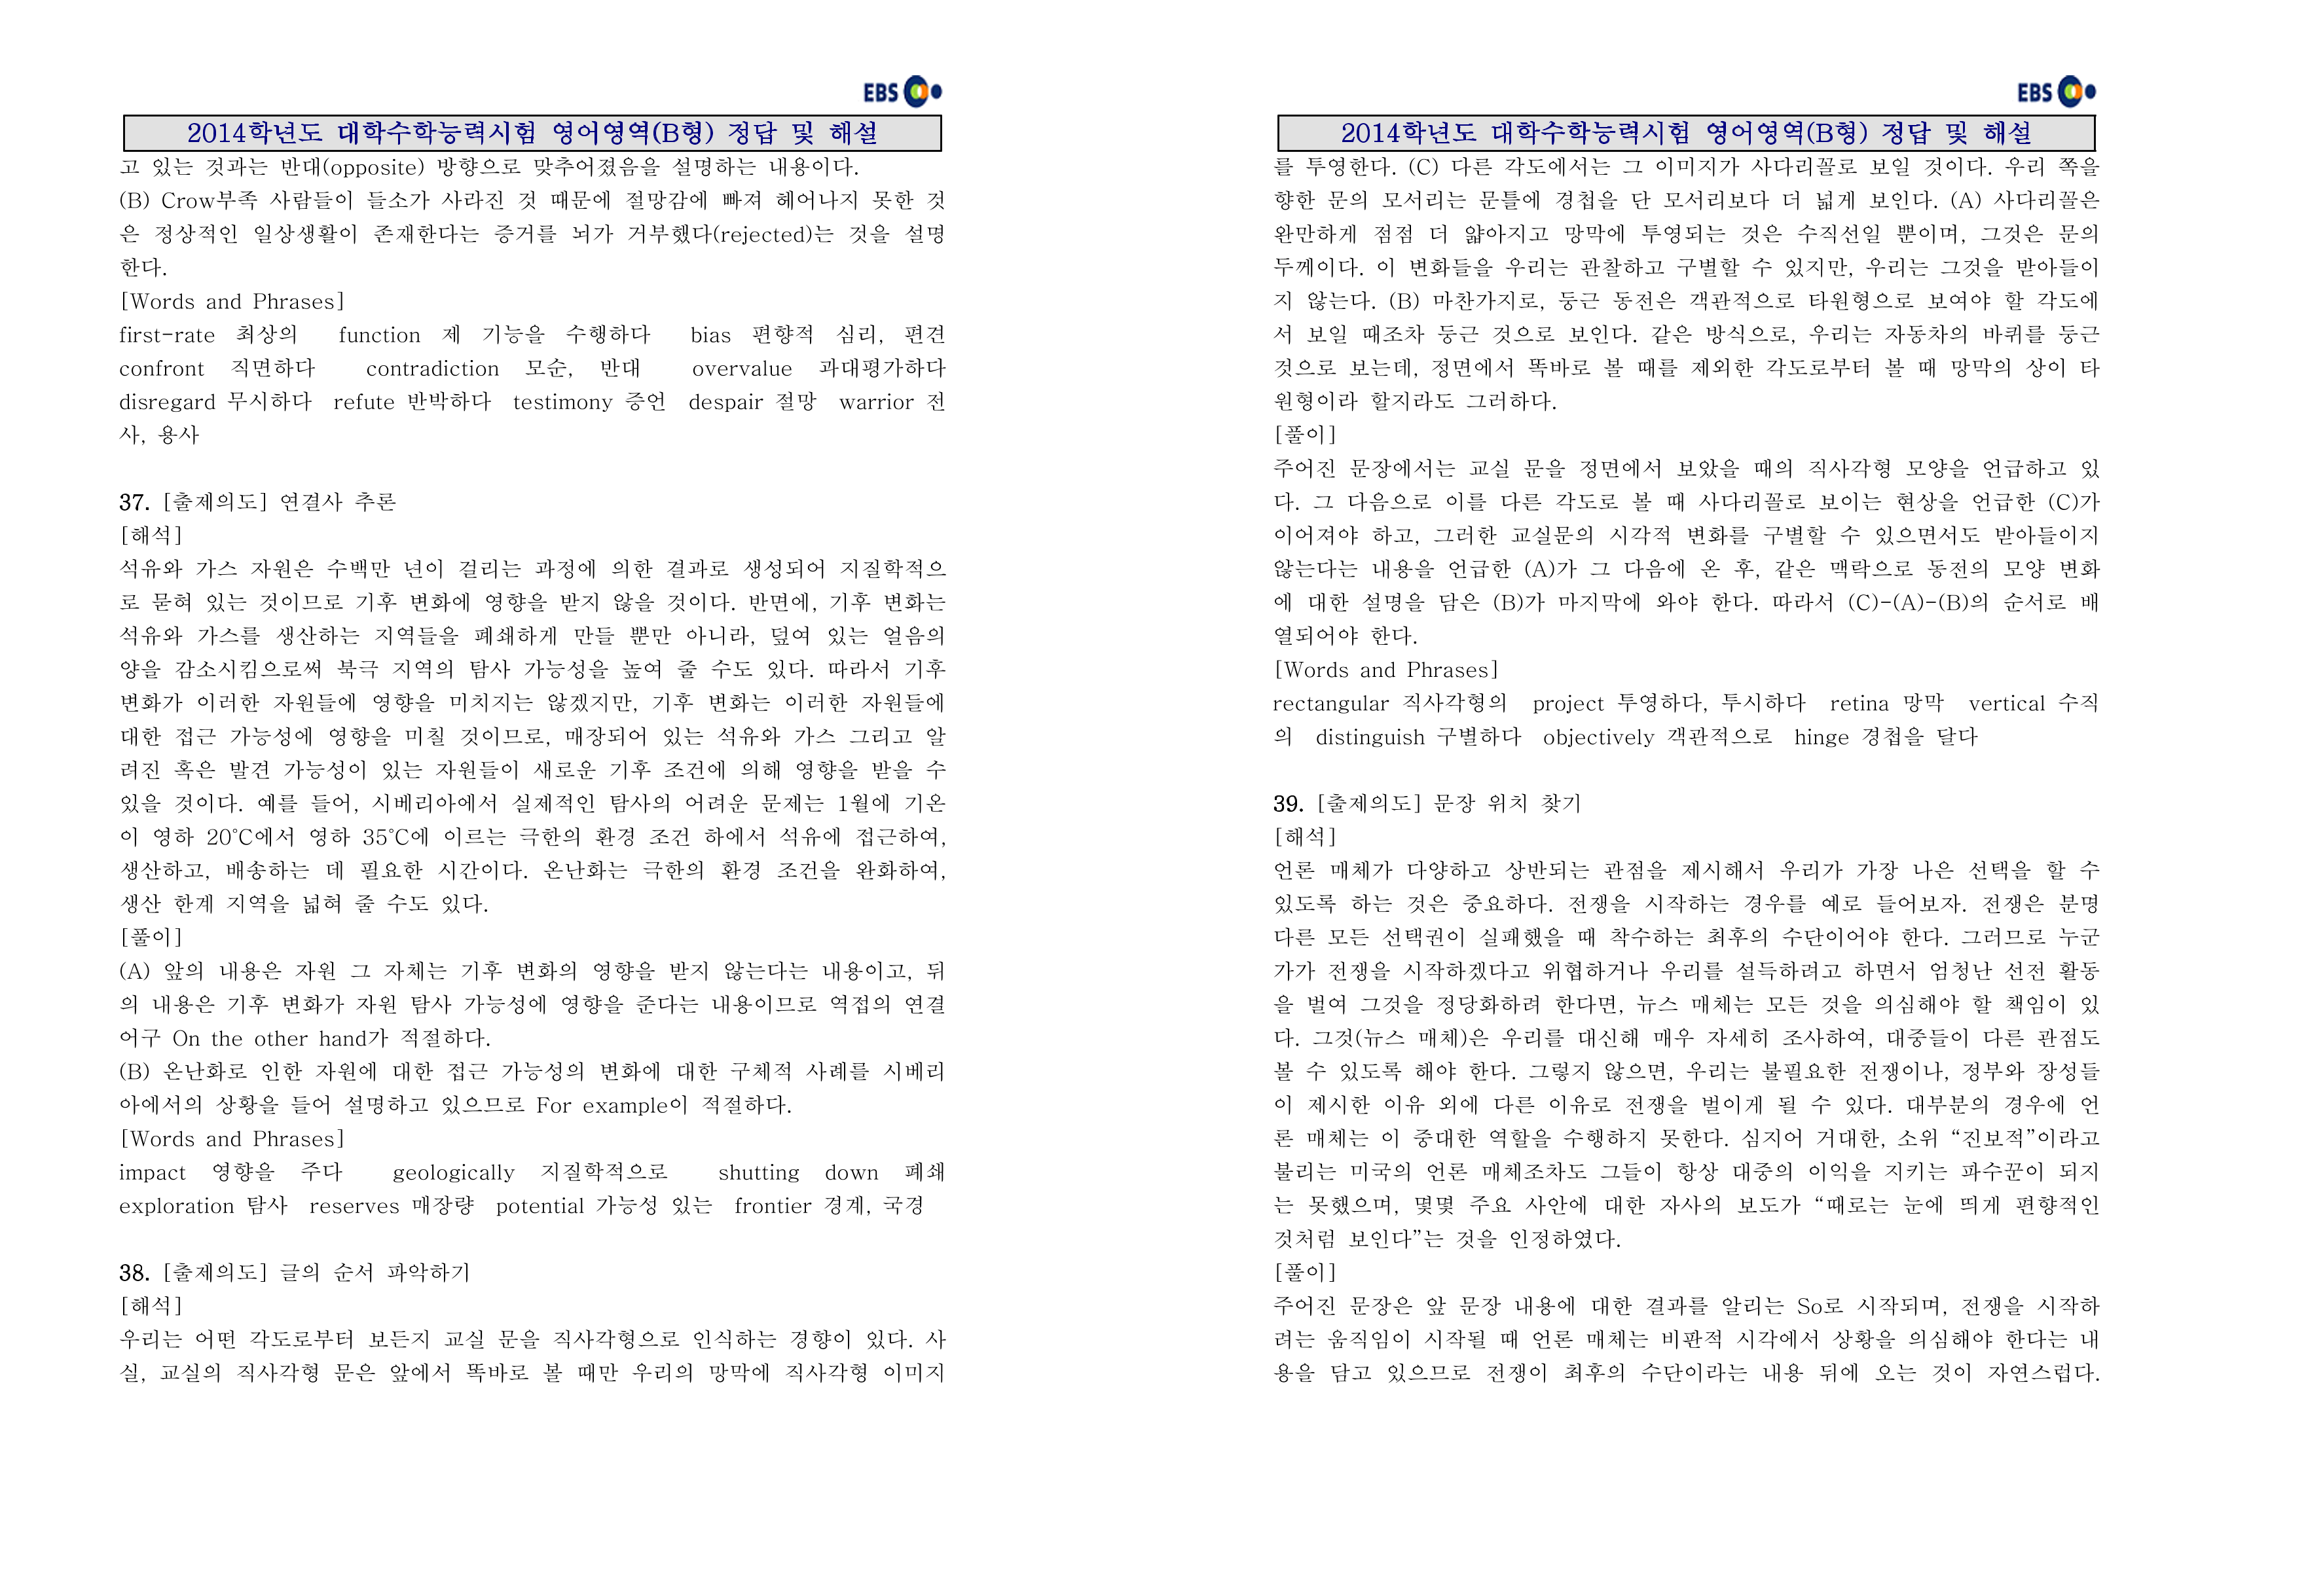 EBS
2014학년도 대학수학능력시험 영어영역(B형) 정답 및 해설
고 있는 것과는 반대(opposite) 방향으로 맞추어졌음을 설명하는 내용이다.
(B) Crow부족 사람들이 들소가 사라진 것 때문에 절망감에 빠져 헤어나지 못한 것
은 정상적인 일상생활이 존재한다는 증거를 뇌가 거부했다(rejected)는 것을 설명
한다.
[Words and Phrases]
first-rate 최상의 function 제 기능을 수행하다 bias 편향적 심리, 편견
confront 직면하다 contradiction 모순, 반대 overvalue 과대평가하다
disregard 무시하다 refute 반박하다 testimony 증언 despair 절망 warrior 전
사, 용사
37. [출제의도] 연결사 추론
[해석]
석유와 가스 자원은 수백만 년이 걸리는 과정에 의한 결과로 생성되어 지질학적으
로 묻혀 있는 것이므로 기후 변화에 영향을 받지 않을 것이다. 반면에, 기후 변화는
석유와 가스를 생산하는 지역들을 폐쇄하게 만들 뿐만 아니라, 덮여 있는 얼음의
양을 감소시킴으로써 북극 지역의 탐사 가능성을 높여 줄 수도 있다. 따라서 기후
변화가 이러한 자원들에 영향을 미치지는 않겠지만, 기후 변화는 이러한 자원들에
대한 접근 가능성에 영향을 미칠 것이므로, 매장되어 있는 석유와 가스 그리고 알
려진 혹은 발견 가능성이 있는 자원들이 새로운 기후 조건에 의해 영향을 받을 수
있을 것이다. 예를 들어, 시베리아에서 실제적인 탐사의 어려운 문제는 1월에 기온
이 영하 20℃에서 영하 35℃에 이르는 극한의 환경 조건 하에서 석유에 접근하여,
생산하고, 배송하는 데 필요한 시간이다. 온난화는 극한의 환경 조건을 완화하여,
생산 한계 지역을 넓혀 줄 수도 있다.
[풀이]
(A) 앞의 내용은 자원 그 자체는 기후 변화의 영향을 받지 않는다는 내용이고, 뒤
의 내용은 기후 변화가 자원 탐사 가능성에 영향을 준다는 내용이므로 역접의 연결
어구 On the other hand가 적절하다.
(B) 온난화로 인한 자원에 대한 접근 가능성의 변화에 대한 구체적 사례를 시베리
아에서의 상황을 들어 설명하고 있으므로 For example이 적절하다.
[Words and Phrases]
impact 영향을 주다 geologically 지질학적으로 shutting down 폐쇄
exploration 탐사 reserves 매장량 potential 가능성 있는 frontier 경계, 국경
38. [출제의도] 글의 순서 파악하기
[해석]
우리는 어떤 각도로부터 보든지 교실 문을 직사각형으로 인식하는 경향이 있다. 사
실, 교실의 직사각형 문은 앞에서 똑바로 볼 때만 우리의 망막에 직사각형 이미지
EBS
2014학년도 대학수학능력시험 영어영역(B형) 정답 및 해설
를 투영한다. (C) 다른 각도에서는 그 이미지가 사다리꼴로 보일 것이다. 우리 쪽을
향한 문의 모서리는 문틀에 경첩을 단 모서리보다 더 넓게 보인다. (A) 사다리꼴은
완만하게 점점 더 얇아지고 망막에 투영되는 것은 수직선일 뿐이며, 그것은 문의
두께이다. 이 변화들을 우리는 관찰하고 구별할 수 있지만, 우리는 그것을 받아들이
지 않는다. (B) 마찬가지로, 둥근 동전은 객관적으로 타원형으로 보여야 할 각도에
서 보일 때조차 둥근 것으로 보인다. 같은 방식으로, 우리는 자동차의 바퀴를 둥근
것으로 보는데, 정면에서 똑바로 볼 때를 제외한 각도로부터 볼 때 망막의 상이 타
원형이라 할지라도 그러하다.
[풀이]
주어진 문장에서는 교실 문을 정면에서 보았을 때의 직사각형 모양을 언급하고 있
다. 그 다음으로 이를 다른 각도로 볼 때 사다리꼴로 보이는 현상을 언급한 (C)가
이어져야 하고, 그러한 교실문의 시각적 변화를 구별할 수 있으면서도 받아들이지
않는다는 내용을 언급한 (A)가 그 다음에 온 후, 같은 맥락으로 동전의 모양 변화
에 대한 설명을 담은 (B)가 마지막에 와야 한다. 따라서 (C)-(A)-(B)의 순서로 배
열되어야 한다.
[Words and Phrases]
rectangular 직사각형의 project 투영하다, 투시하다 retina 망막 vertical 수직
의 distinguish 구별하다 objectively 객관적으로 hinge 경첩을 달다
39. [출제의도] 문장 위치 찾기
[해석]
언론 매체가 다양하고 상반되는 관점을 제시해서 우리가 가장 나은 선택을 할 수
있도록 하는 것은 중요하다. 전쟁을 시작하는 경우를 예로 들어보자. 전쟁은 분명
다른 모든 선택권이 실패했을 때 착수하는 최후의 수단이어야 한다. 그러므로 누군
가가 전쟁을 시작하겠다고 위협하거나 우리를 설득하려고 하면서 엄청난 선전 활동
을 벌여 그것을 정당화하려 한다면, 뉴스 매체는 모든 것을 의심해야 할 책임이 있
다. 그것(뉴스 매체)은 우리를 대신해 매우 자세히 조사하여, 대중들이 다른 관점도
볼 수 있도록 해야 한다. 그렇지 않으면, 우리는 불필요한 전쟁이나, 정부와 장성들
이 제시한 이유 외에 다른 이유로 전쟁을 벌이게 될 수 있다. 대부분의 경우에 언
론 매체는 이 중대한 역할을 수행하지 못한다. 심지어 거대한, 소위 “진보적”이라고
불리는 미국의 언론 매체조차도 그들이 항상 대중의 이익을 지키는 파수꾼이 되지
는 못했으며, 몇몇 주요 사안에 대한 자사의 보도가 “때로는 눈에 띄게 편향적인
것처럼 보인다”는 것을 인정하였다.
[풀이]
주어진 문장은 앞 문장 내용에 대한 결과를 알리는 So로 시작되며, 전쟁을 시작하
려는 움직임이 시작될 때 언론 매체는 비판적 시각에서 상황을 의심해야 한다는 내
용을 담고 있으므로 전쟁이 최후의 수단이라는 내용 뒤에 오는 것이 자연스럽다.